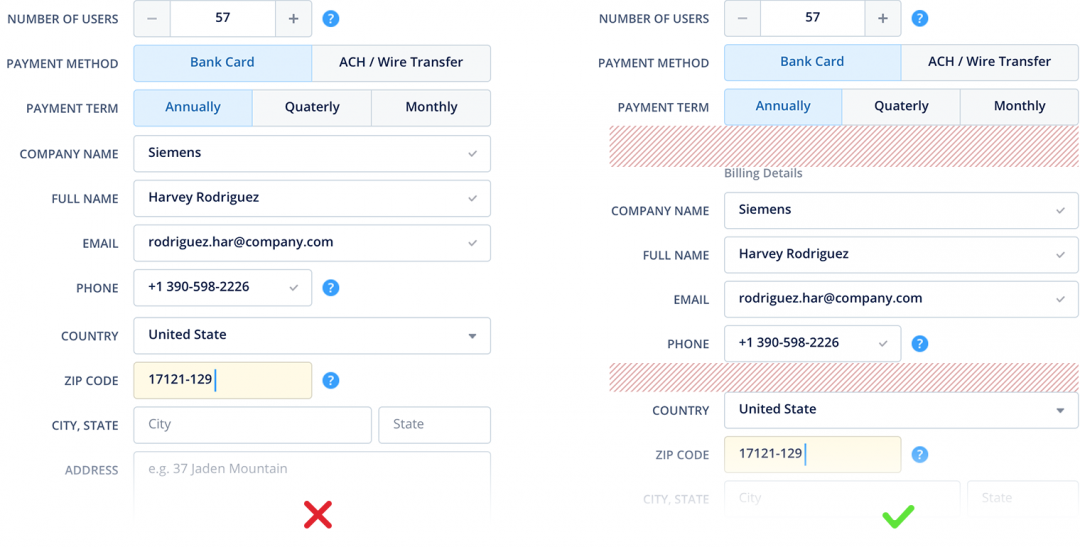 NUMBER OF USERS − 57 + ?
PAYMENT METHOD Bank Card ACH / Wire Transfer
PAYMENT TERM Annually Quaterly Monthly
COMPANY NAME Siemens
FULL NAME Harvey Rodriguez
EMAIL rodriguez.har@company.com
PHONE +1 390-598-2226 ?
COUNTRY United State
ZIP CODE 17121-129 ?
CITY, STATE City State
ADDRESS e.g. 37 Jaden Mountain
NUMBER OF USERS − 57 + ?
PAYMENT METHOD Bank Card ACH / Wire Transfer
PAYMENT TERM Annually Quaterly Monthly
Billing Details
COMPANY NAME Siemens
FULL NAME Harvey Rodriguez
EMAIL rodriguez.har@company.com
PHONE +1 390-598-2226 ?
COUNTRY United State
ZIP CODE 17121-129 ?
CITY, STATE City State